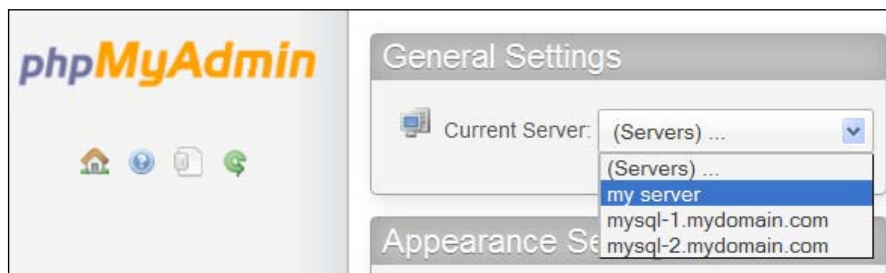 phpMyAdmin
General Settings
Current Server: (Servers) ...
(Servers) ...
my server
mysql-1.mydomain.com
mysql-2.mydomain.com
Appearance Se